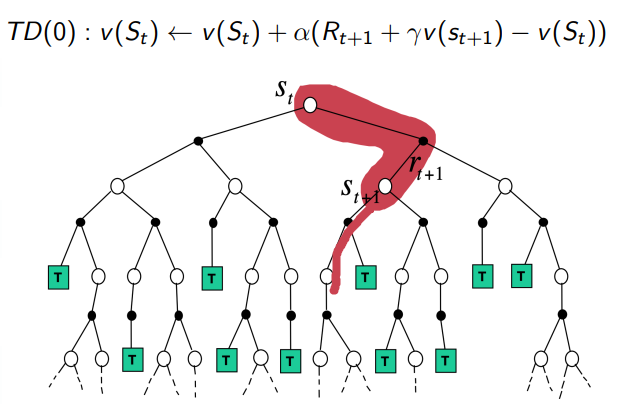 TD(0) : v(S_t) ← v(S_t) + α(R_{t+1} + γv(s_{t+1}) − v(S_t))
s_t
r_{t+1}
s_{t+1}
T T T T T
T T T T T